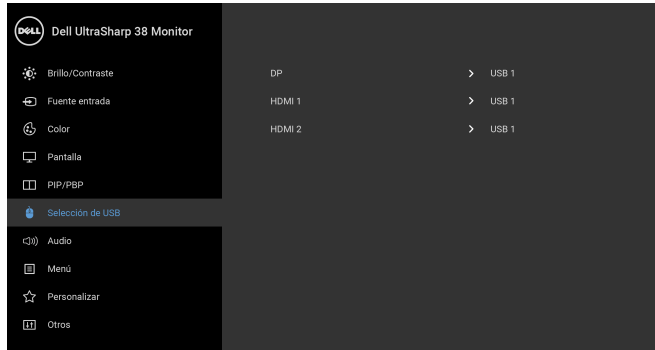 DELL Dell UltraSharp 38 Monitor
Brillo/Contraste DP USB 1
Fuente entrada HDMI 1 USB 1
Color HDMI 2 USB 1
Pantalla
PIP/PBP
Selección de USB
Audio
Menú
Personalizar
Otros